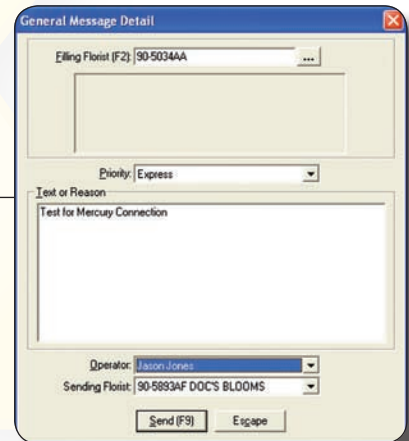 General Message Detail
Filling Florist (F2): 90-5034AA ...
Priority: Express
Text or Reason
Test for Mercury Connection
Operator: Jason Jones
Sending Florist: 90-5893AF DOC'S BLOOMS
Send (F9) Escape